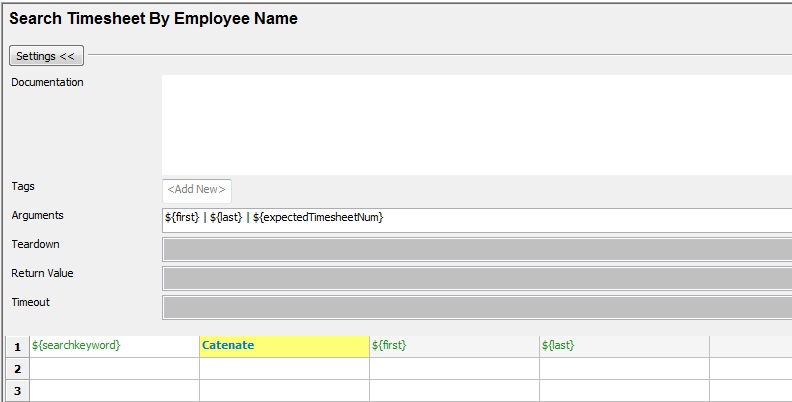 Search Timesheet By Employee Name
Settings <<
Documentation
Tags <Add New>
Arguments ${first} | ${last} | ${expectedTimesheetNum}
Teardown
Return Value
Timeout
1 ${searchkeyword} Catenate ${first} ${last}
2
3